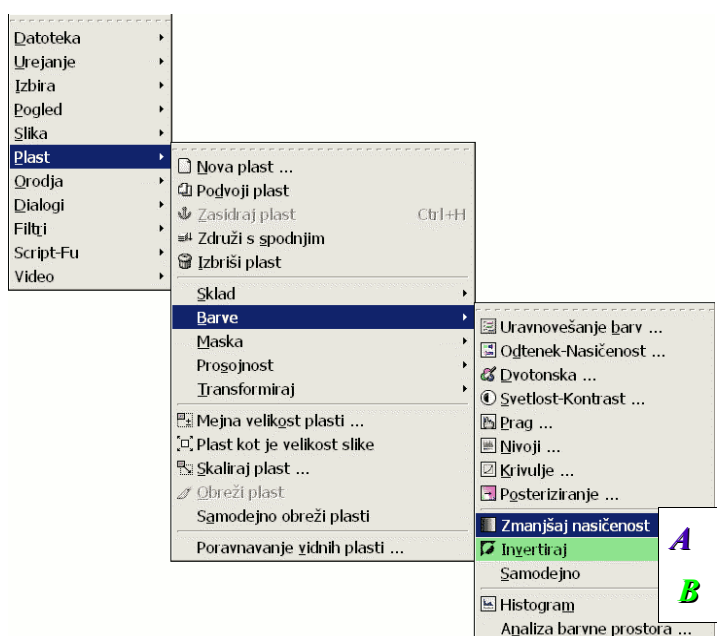 Datoteka
Urejanje
Izbira
Pogled
Slika
Plast
Orodja
Dialogi
Filtri
Script-Fu
Video
Nova plast ...
Podvoji plast
Zasidraj plast Ctrl+H
Združi s spodnjim
Izbriši plast
Sklad
Barve
Maska
Prosojnost
Transformiraj
Mejna velikost plasti ...
Plast kot je velikost slike
Skaliraj plast ...
Obreži plast
Samodejno obreži plasti
Poravnavanje vidnih plasti ...
Uravnovešanje barv ...
Odtenek-Nasičenost ...
Dvotonska ...
Svetlost-Kontrast ...
Prag ...
Nivoji ...
Krivulje ...
Posteriziranje ...
Zmanjšaj nasičenost
Invertiraj
Samodejno
Histogram
Analiza barvne prostora ...
A
B